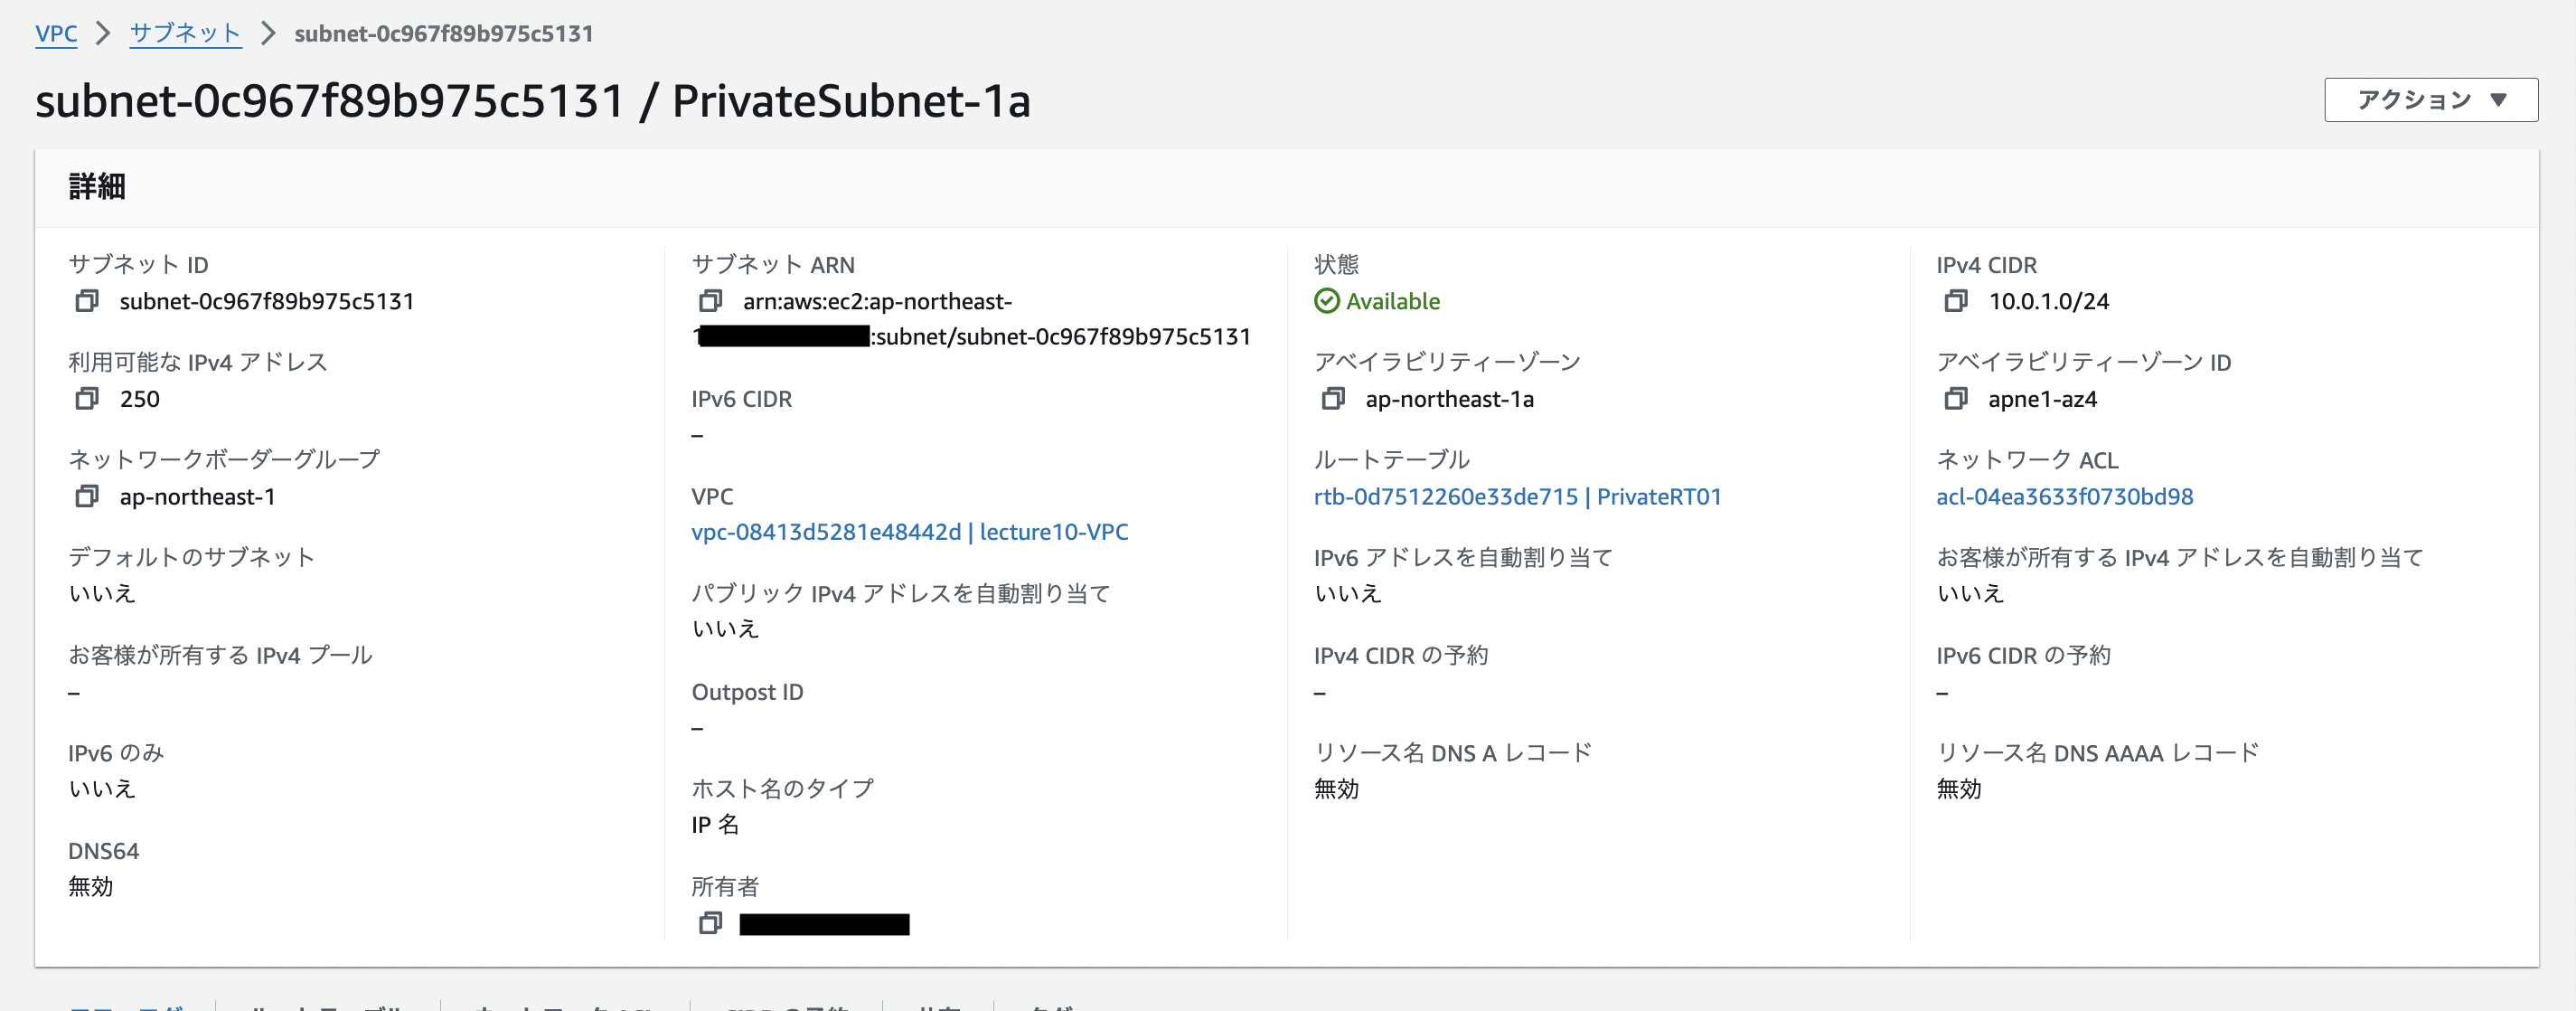 VPC > サブネット > subnet-0c967f89b975c5131
subnet-0c967f89b975c5131 / PrivateSubnet-1a
アクション ▼
詳細
サブネット ID
subnet-0c967f89b975c5131
利用可能な IPv4 アドレス
250
ネットワークボーダーグループ
ap-northeast-1
デフォルトのサブネット
いいえ
お客様が所有する IPv4 プール
–
IPv6 のみ
いいえ
DNS64
無効
サブネット ARN
arn:aws:ec2:ap-northeast-
1:subnet/subnet-0c967f89b975c5131
IPv6 CIDR
–
VPC
vpc-08413d5281e48442d | lecture10-VPC
パブリック IPv4 アドレスを自動割り当て
いいえ
Outpost ID
–
ホスト名のタイプ
IP 名
所有者
状態
Available
アベイラビリティーゾーン
ap-northeast-1a
ルートテーブル
rtb-0d7512260e33de715 | PrivateRT01
IPv6 アドレスを自動割り当て
いいえ
IPv4 CIDR の予約
–
リソース名 DNS A レコード
無効
IPv4 CIDR
10.0.1.0/24
アベイラビリティーゾーン ID
apne1-az4
ネットワーク ACL
acl-04ea3633f0730bd98
お客様が所有する IPv4 アドレスを自動割り当て
いいえ
IPv6 CIDR の予約
–
リソース名 DNS AAAA レコード
無効